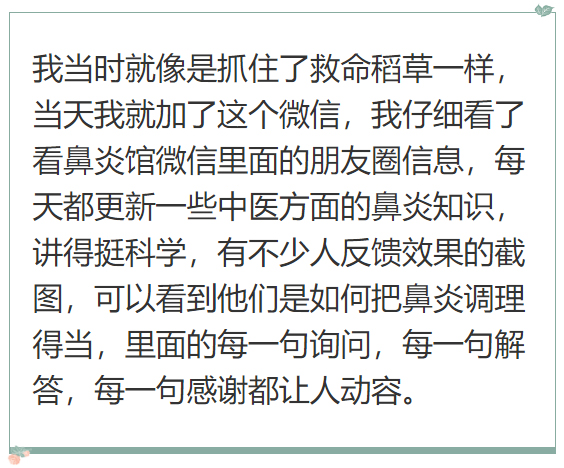 我当时就像是抓住了救命稻草一样，
当天我就加了这个微信，我仔细看了
看鼻炎馆微信里面的朋友圈信息，每
天都更新一些中医方面的鼻炎知识，
讲得挺科学，有不少人反馈效果的截
图，可以看到他们是如何把鼻炎调理
得当，里面的每一句询问，每一句解
答，每一句感谢都让人动容。